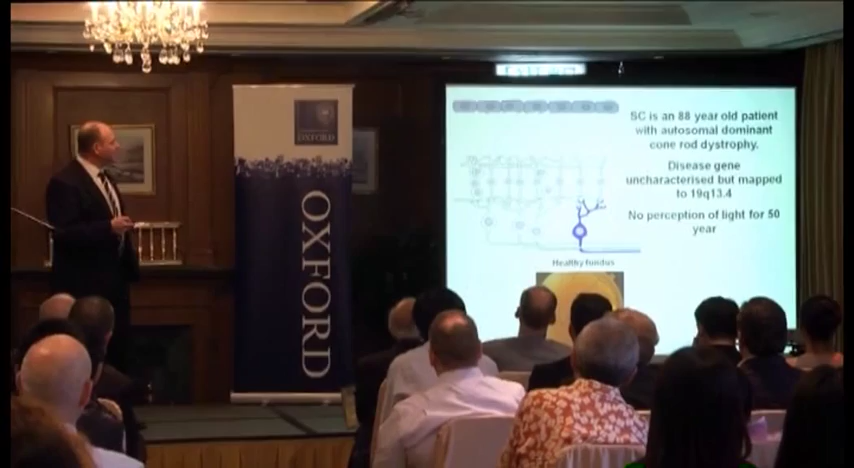 OXFORD
OXFORD
SC is an 88 year old patient
with autosomal dominant
cone rod dystrophy.
Disease gene
uncharacterised but mapped
to 19q13.4
No perception of light for 50
year
Healthy fundus